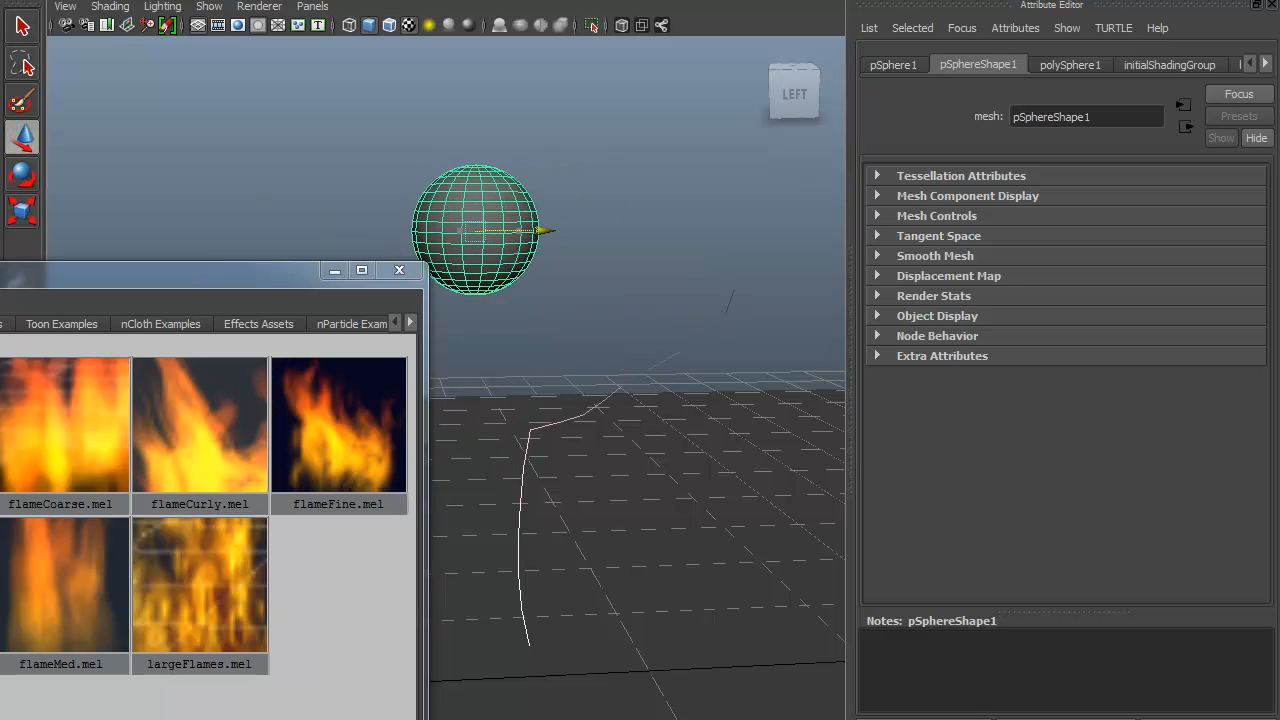 Attribute Editor
View Shading Lighting Show Renderer Panels
List Selected Focus Attributes Show TURTLE Help
T
pSphere1 pSphereShape1 polySphere1 initialShadingGroup
LEFT
Focus
mesh: pSphereShape1
Presets
Show Hide
Tessellation Attributes
Mesh Component Display
Mesh Controls
Tangent Space
Smooth Mesh
Displacement Map
Render Stats
Object Display
Node Behavior
Extra Attributes
s Toon Examples nCloth Examples Effects Assets nParticle Exam
flameCoarse.mel flameCurly.mel flameFine.mel
flameMed.mel largeFlames.mel
Notes: pSphereShape1